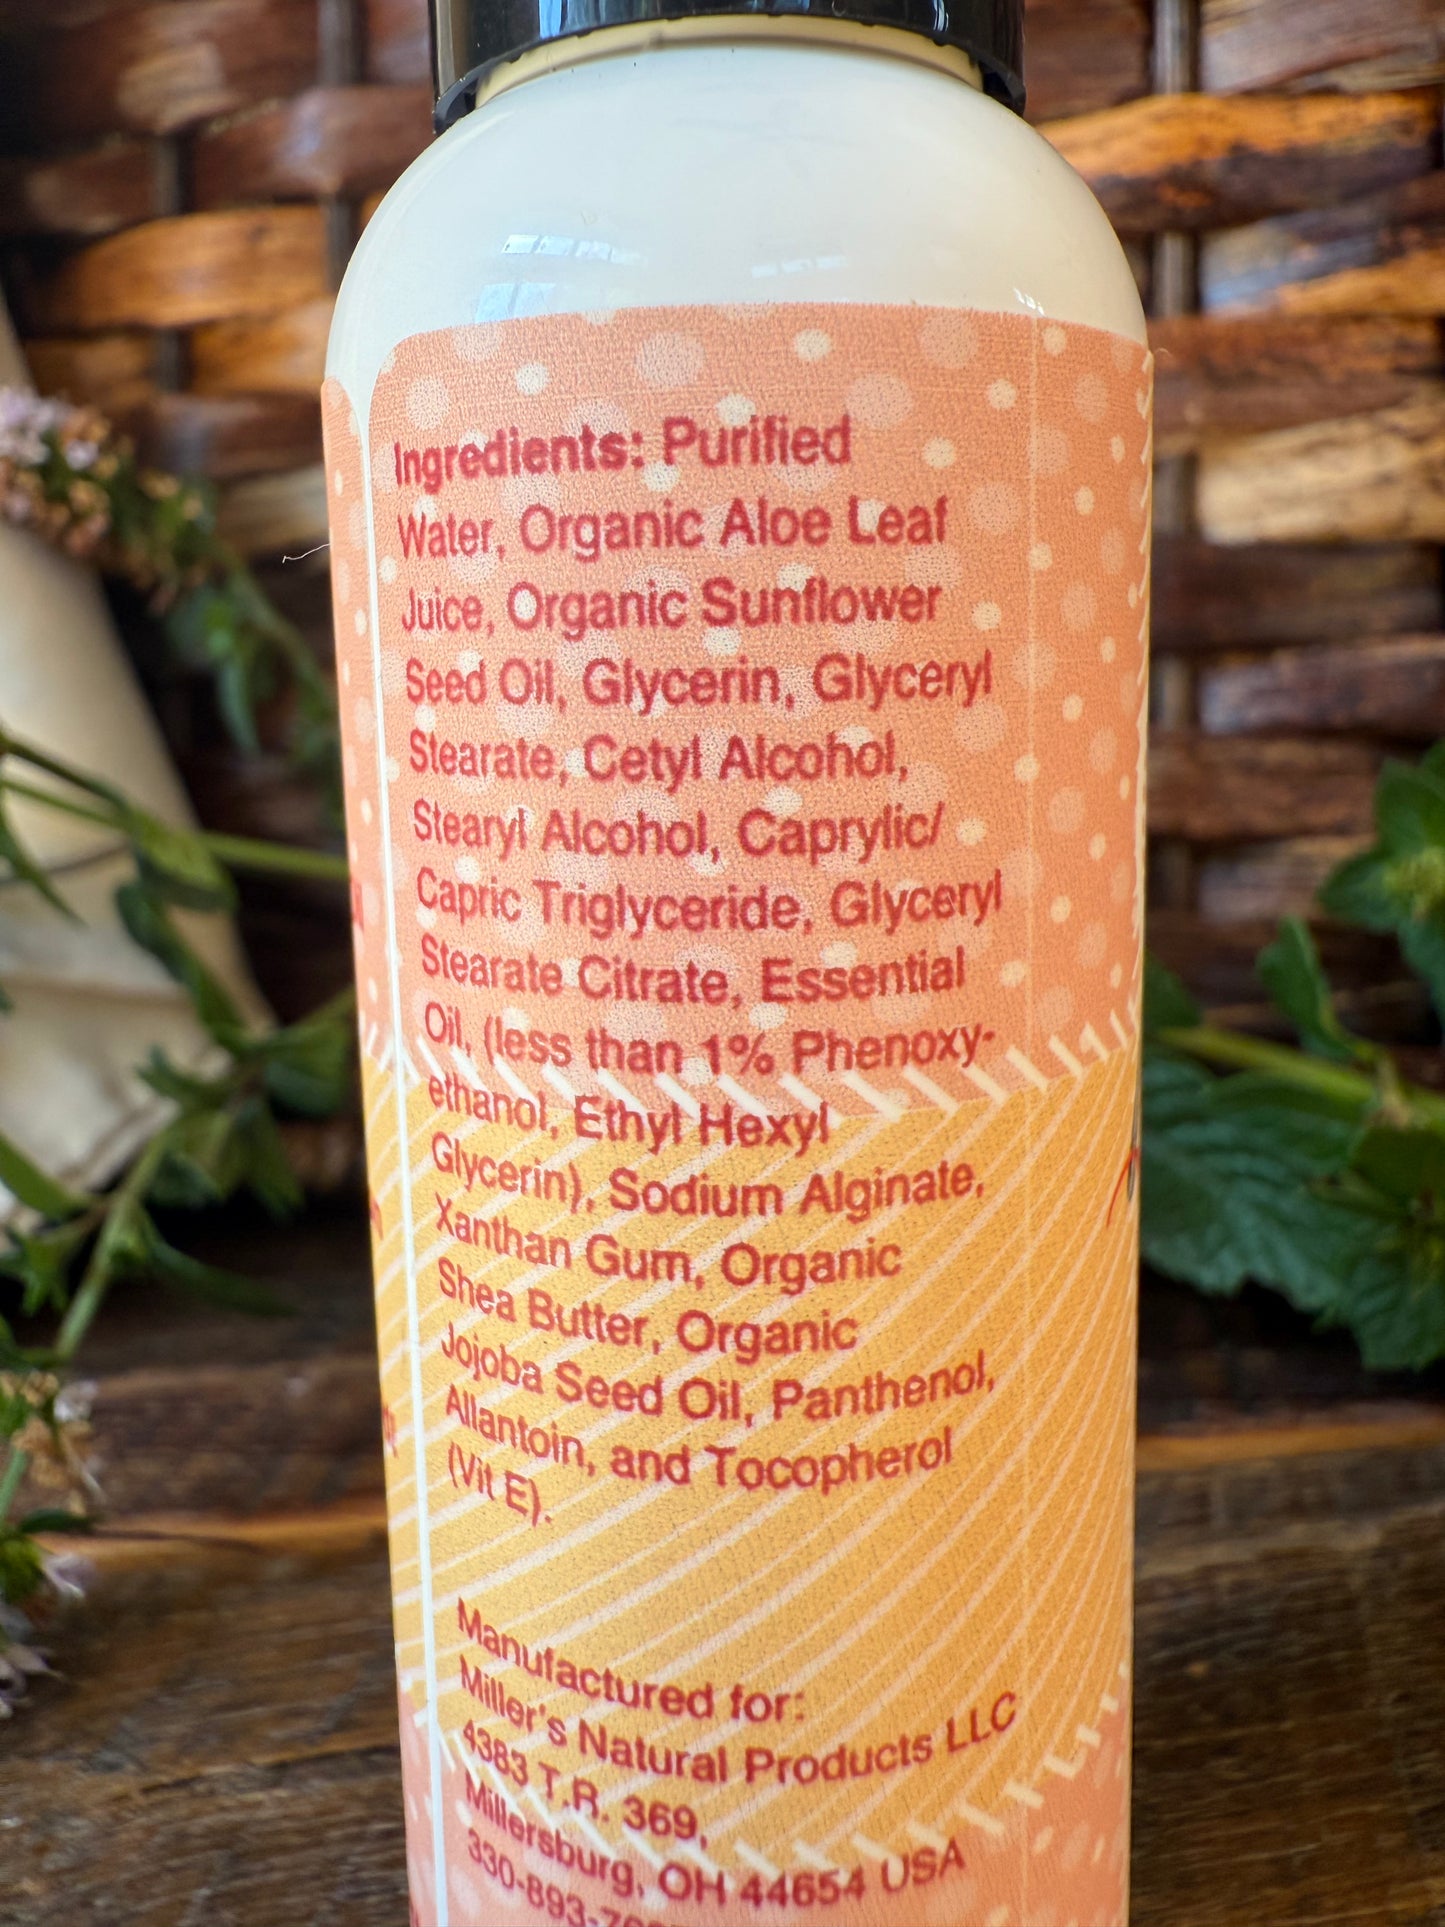 Ingredients: Purified
Water, Organic Aloe Leaf
Juice, Organic Sunflower
Seed Oil, Glycerin, Glyceryl
Stearate, Cetyl Alcohol,
Stearyl Alcohol, Caprylic/
Capric Triglyceride, Glyceryl
Stearate Citrate, Essential
Oil, (less than 1% Phenoxy-
ethanol, Ethyl Hexyl
Glycerin), Sodium Alginate,
Xanthan Gum, Organic
Shea Butter, Organic
Jojoba Seed Oil, Panthenol,
Allantoin, and Tocopherol
(Vit E).
Manufactured for:
Miller's Natural Products LLC
4383 T.R. 369,
Millersburg, OH 44654 USA